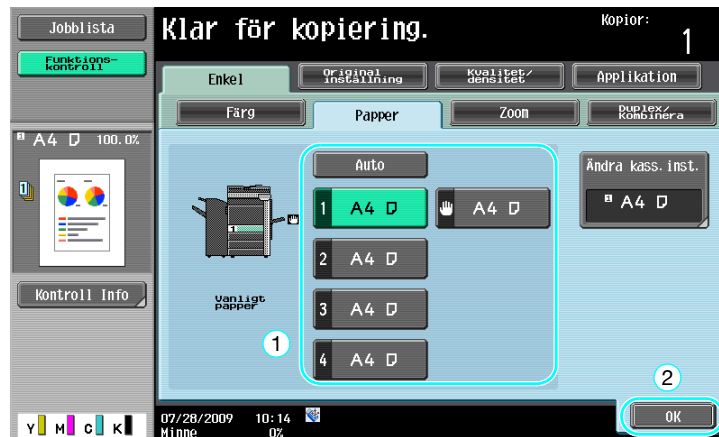 Jobblista
Klar för kopiering.
Kopior:
1
Funktions-
kontroll
Enkel
Original
inställning
Kvalitet/
densitet
Applikation
Färg
Papper
Zoom
Duplex/
Kombinera
1 A4 100.0%
Auto
Ändra kass.inst.
1 A4
1 A4
A4
2 A4
Vanligt
papper
3 A4
4 A4
Kontroll Info
1
2
OK
07/28/2009 10:14
Minne 0%
Y M C K